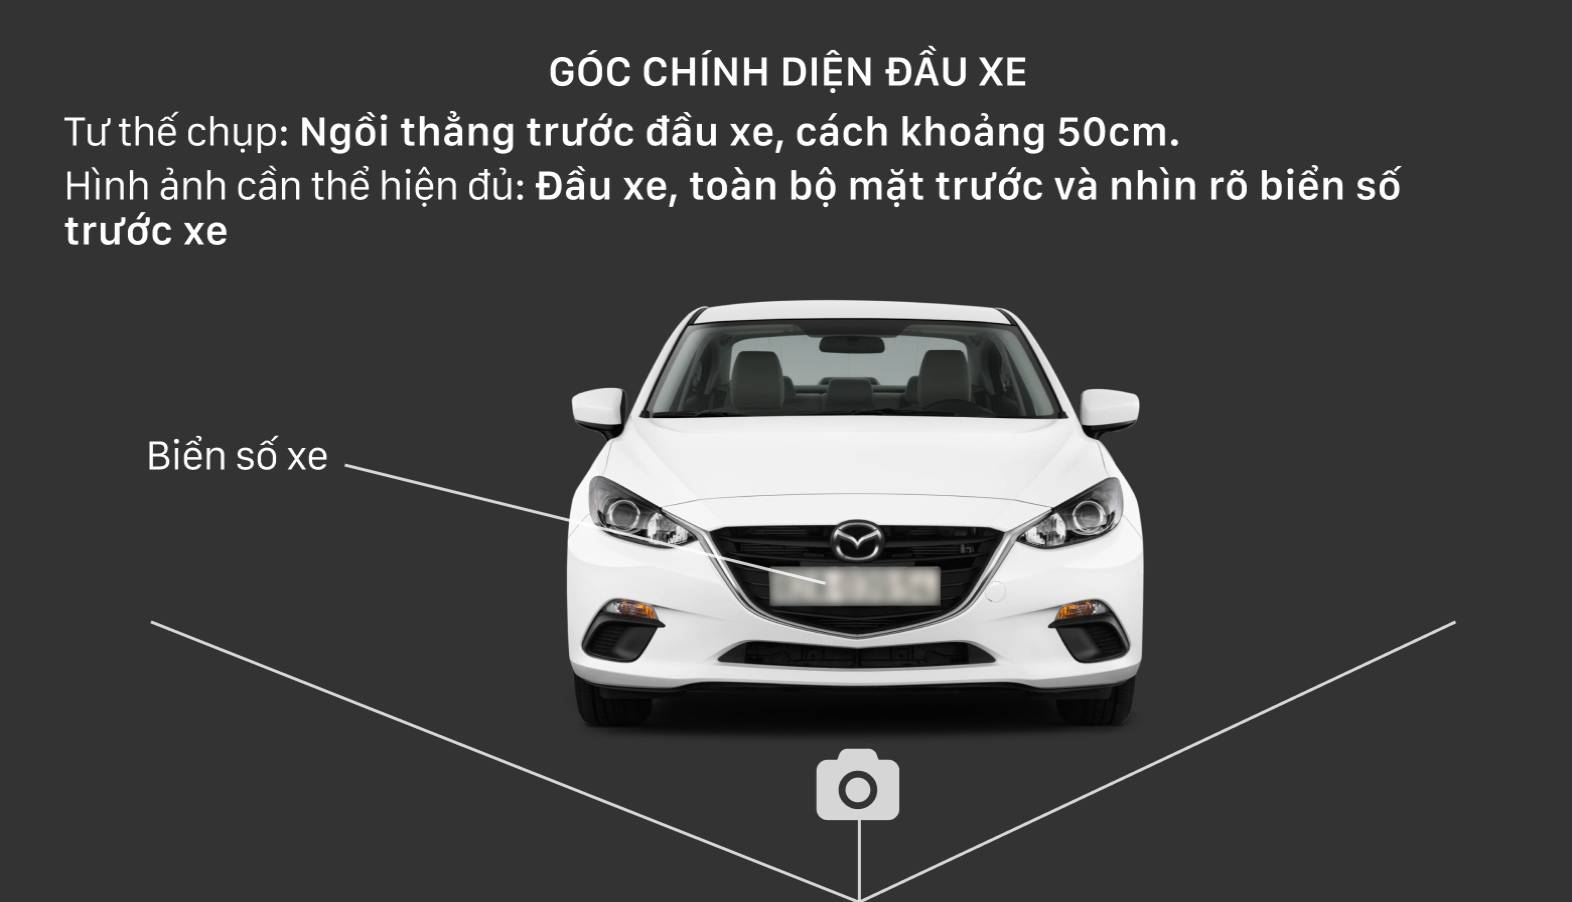 GÓC CHÍNH DIỆN ĐẦU XE
Tư thế chụp: Ngồi thẳng trước đầu xe, cách khoảng 50cm.
Hình ảnh cần thể hiện đủ: Đầu xe, toàn bộ mặt trước và nhìn rõ biển số
trước xe
Biển số xe